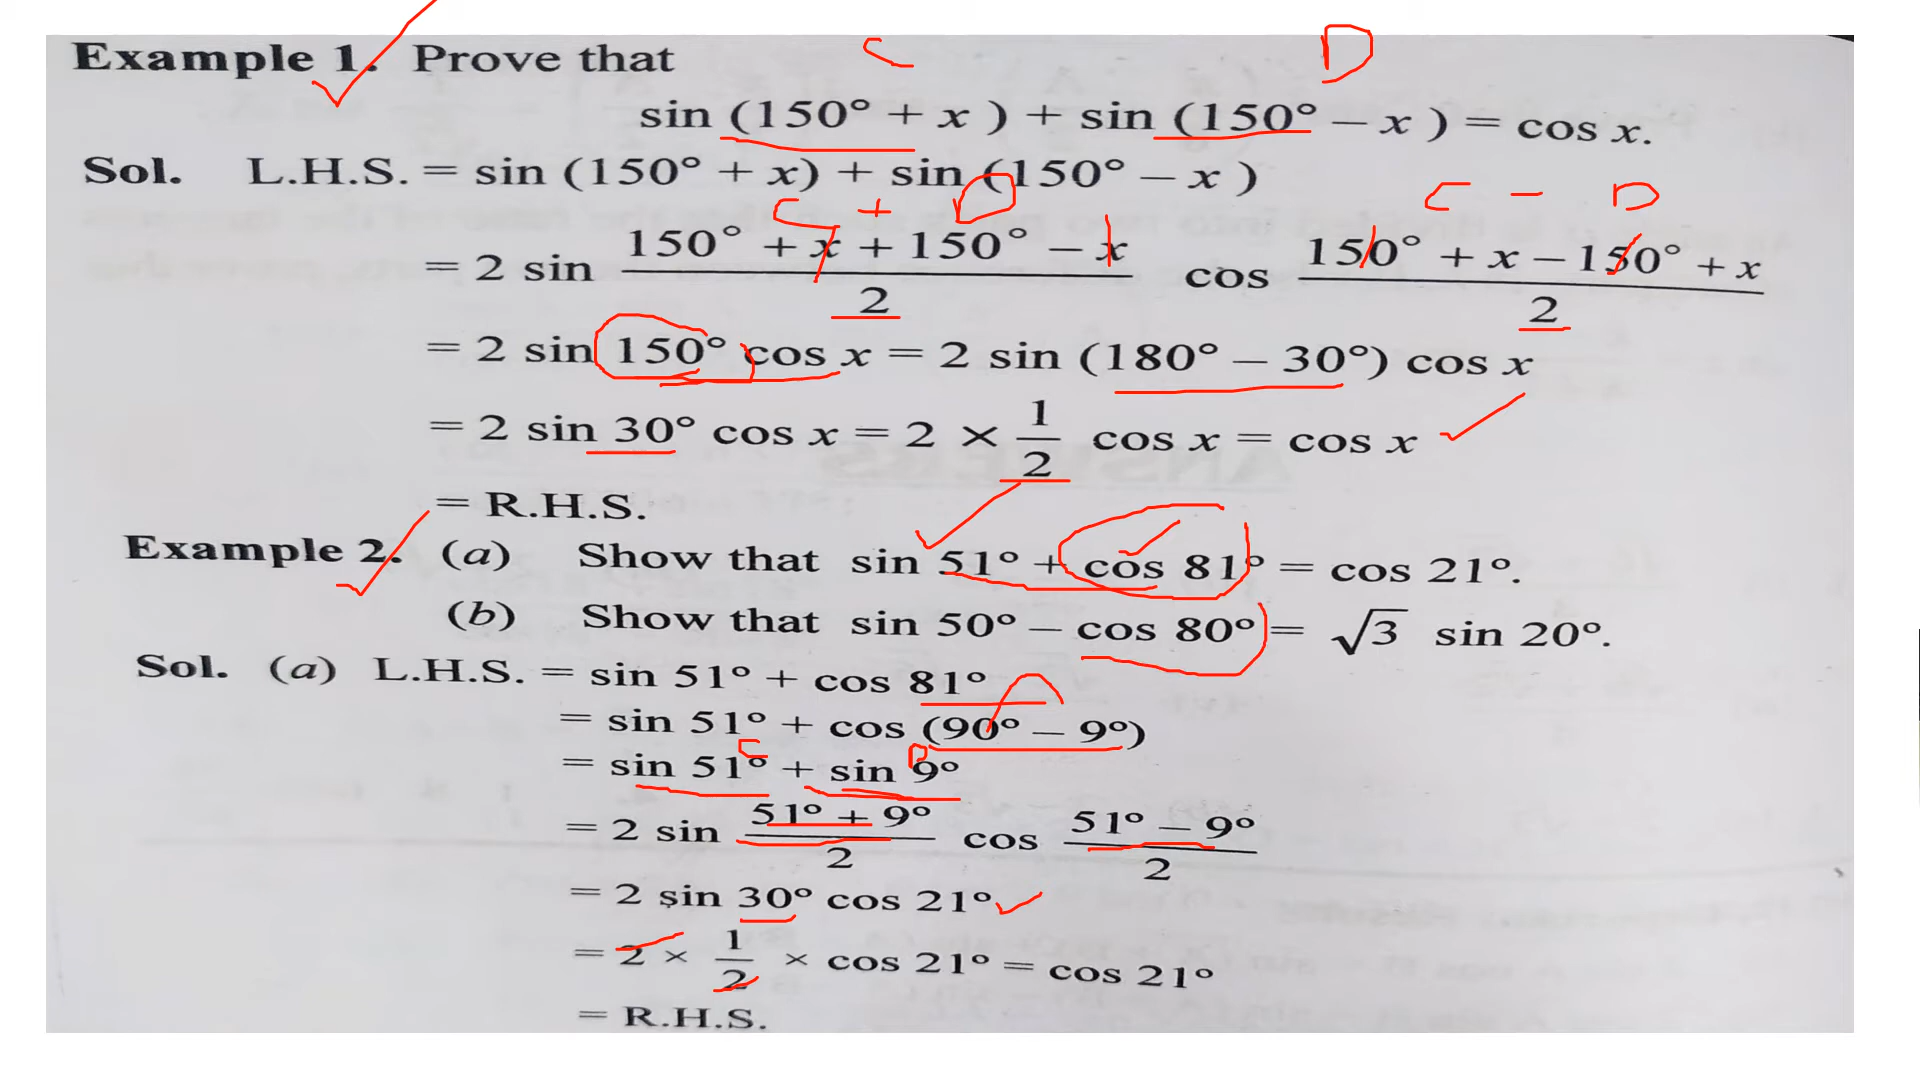 C D
Example 1. Prove that
sin (150° + x ) + sin (150° − x ) = cos x.
Sol. L.H.S. = sin (150° + x) + sin (150° − x )
C + D C − D
= 2 sin (150° + x + 150° − x)/2 cos (150° + x − 150° + x)/2
= 2 sin 150° cos x = 2 sin (180° − 30°) cos x
= 2 sin 30° cos x = 2 × 1/2 cos x = cos x
= R.H.S.
Example 2. (a) Show that sin 51° + cos 81° = cos 21°.
(b) Show that sin 50° − cos 80° = √3 sin 20°.
Sol. (a) L.H.S. = sin 51° + cos 81°
= sin 51° + cos (90° − 9°)
C D
= sin 51° + sin 9°
= 2 sin (51° + 9°)/2 cos (51° − 9°)/2
= 2 sin 30° cos 21°
= 2 × 1/2 × cos 21° = cos 21°
= R.H.S.